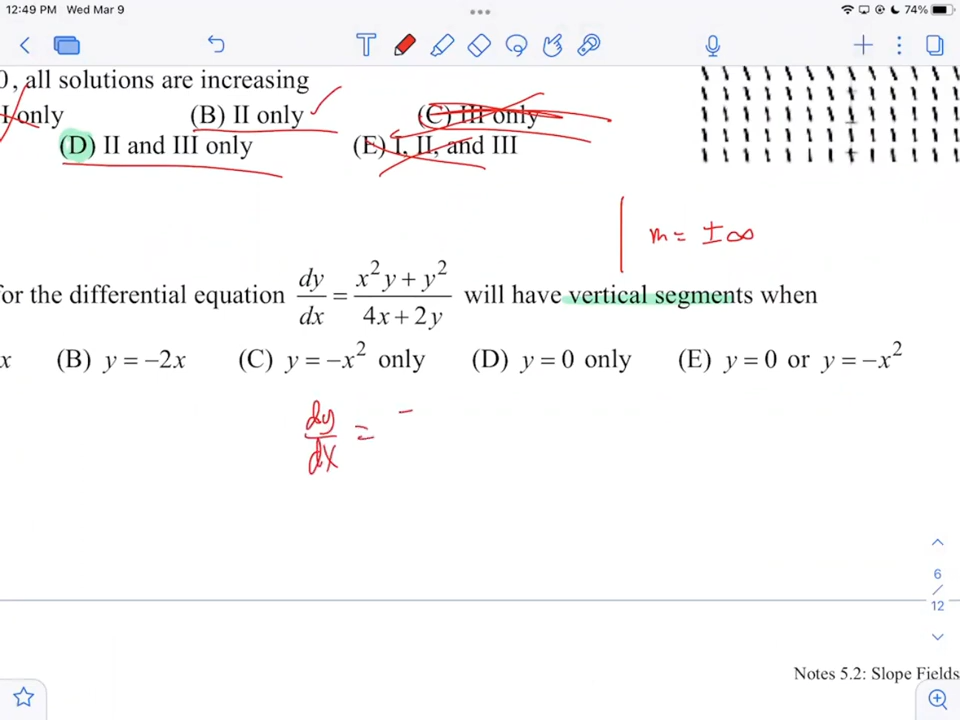 12:49 PM Wed Mar 9
74%
0, all solutions are increasing
I only (B) II only (C) III only
(D) II and III only (E) I, II, and III
m = ±∞
for the differential equation dy/dx = (x²y + y²)/(4x + 2y) will have vertical segments when
x (B) y = −2x (C) y = −x² only (D) y = 0 only (E) y = 0 or y = −x²
dy/dx =
6
/
12
Notes 5.2: Slope Fields